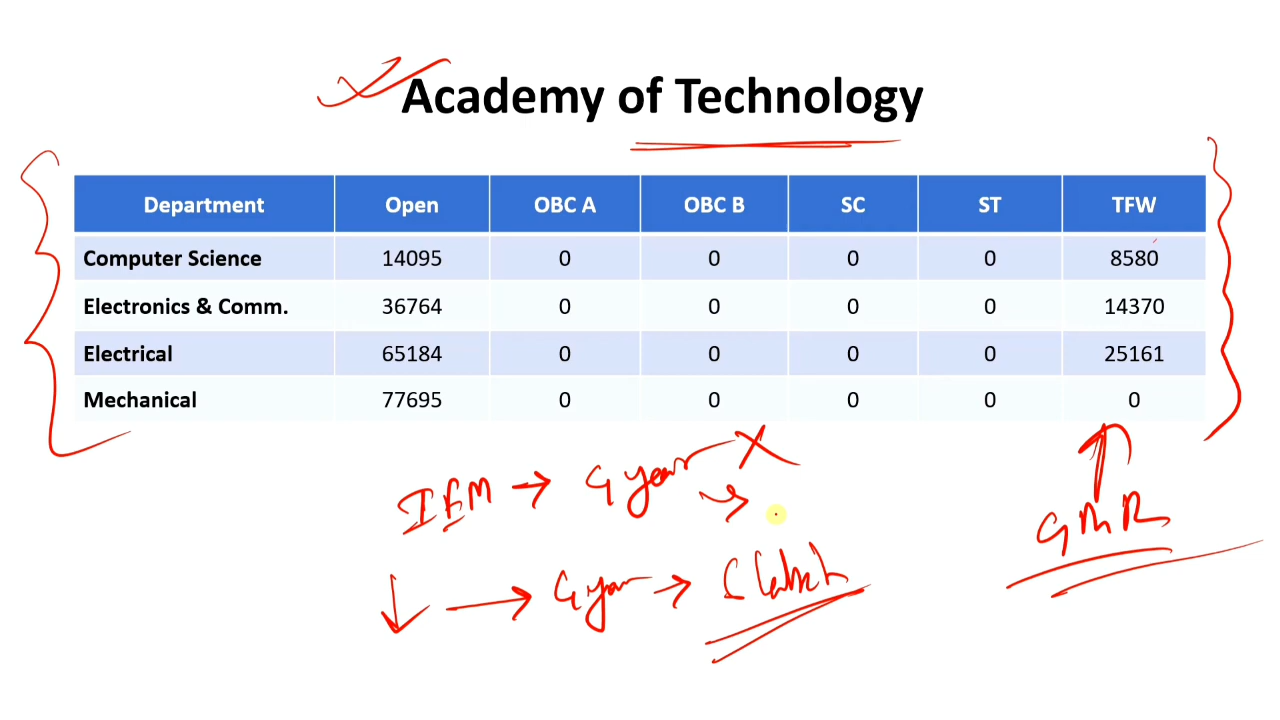 Academy of Technology
Department Open OBC A OBC B SC ST TFW
Computer Science 14095 0 0 0 0 8580
Electronics & Comm. 36764 0 0 0 0 14370
Electrical 65184 0 0 0 0 25161
Mechanical 77695 0 0 0 0 0
IEM → 4 year
GMR
→ 4 year →